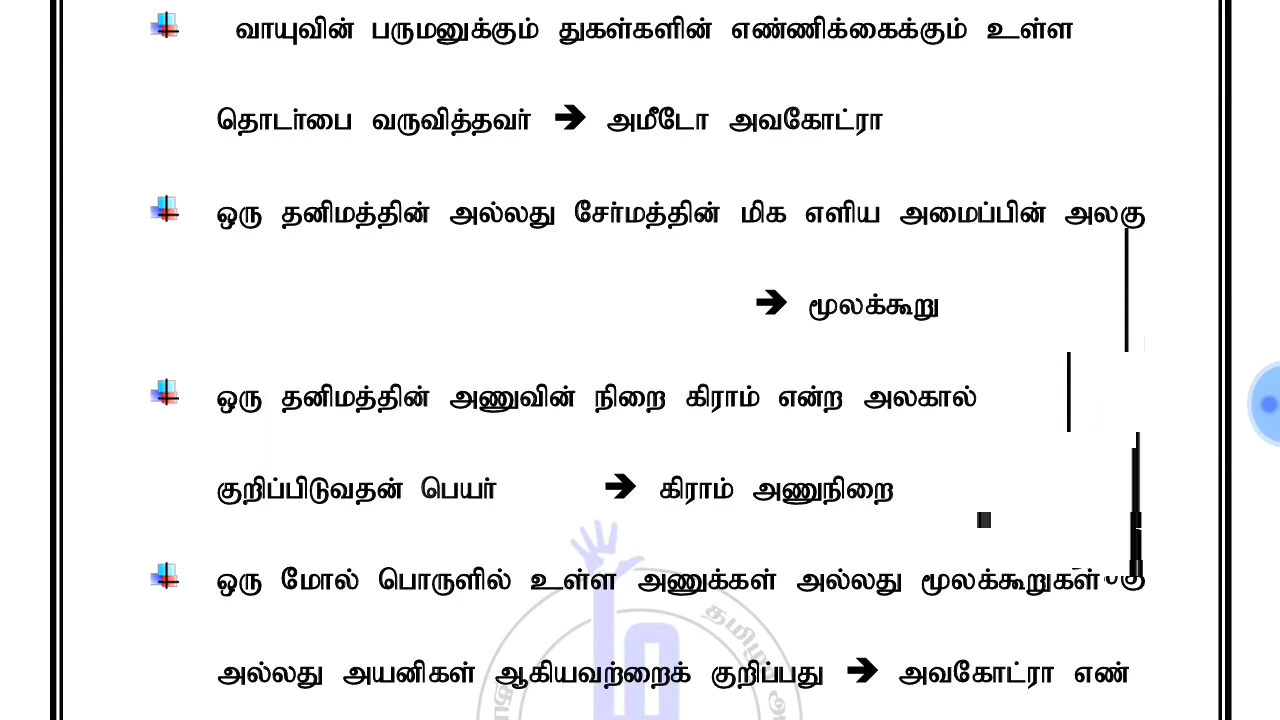 வாயுவின் பருமனுக்கும் துகள்களின் எண்ணிக்கைக்கும் உள்ள
தொடர்பை வருவித்தவர் ➔ அமீடோ அவகோட்ரா
ஒரு தனிமத்தின் அல்லது சேர்மத்தின் மிக எளிய அமைப்பின் அலகு
➔ மூலக்கூறு
ஒரு தனிமத்தின் அணுவின் நிறை கிராம் என்ற அலகால்
குறிப்பிடுவதன் பெயர் ➔ கிராம் அணுநிறை
ஒரு மோல் பொருளில் உள்ள அணுக்கள் அல்லது மூலக்கூறுகள்
அல்லது அயனிகள் ஆகியவற்றைக் குறிப்பது ➔ அவகோட்ரா எண்